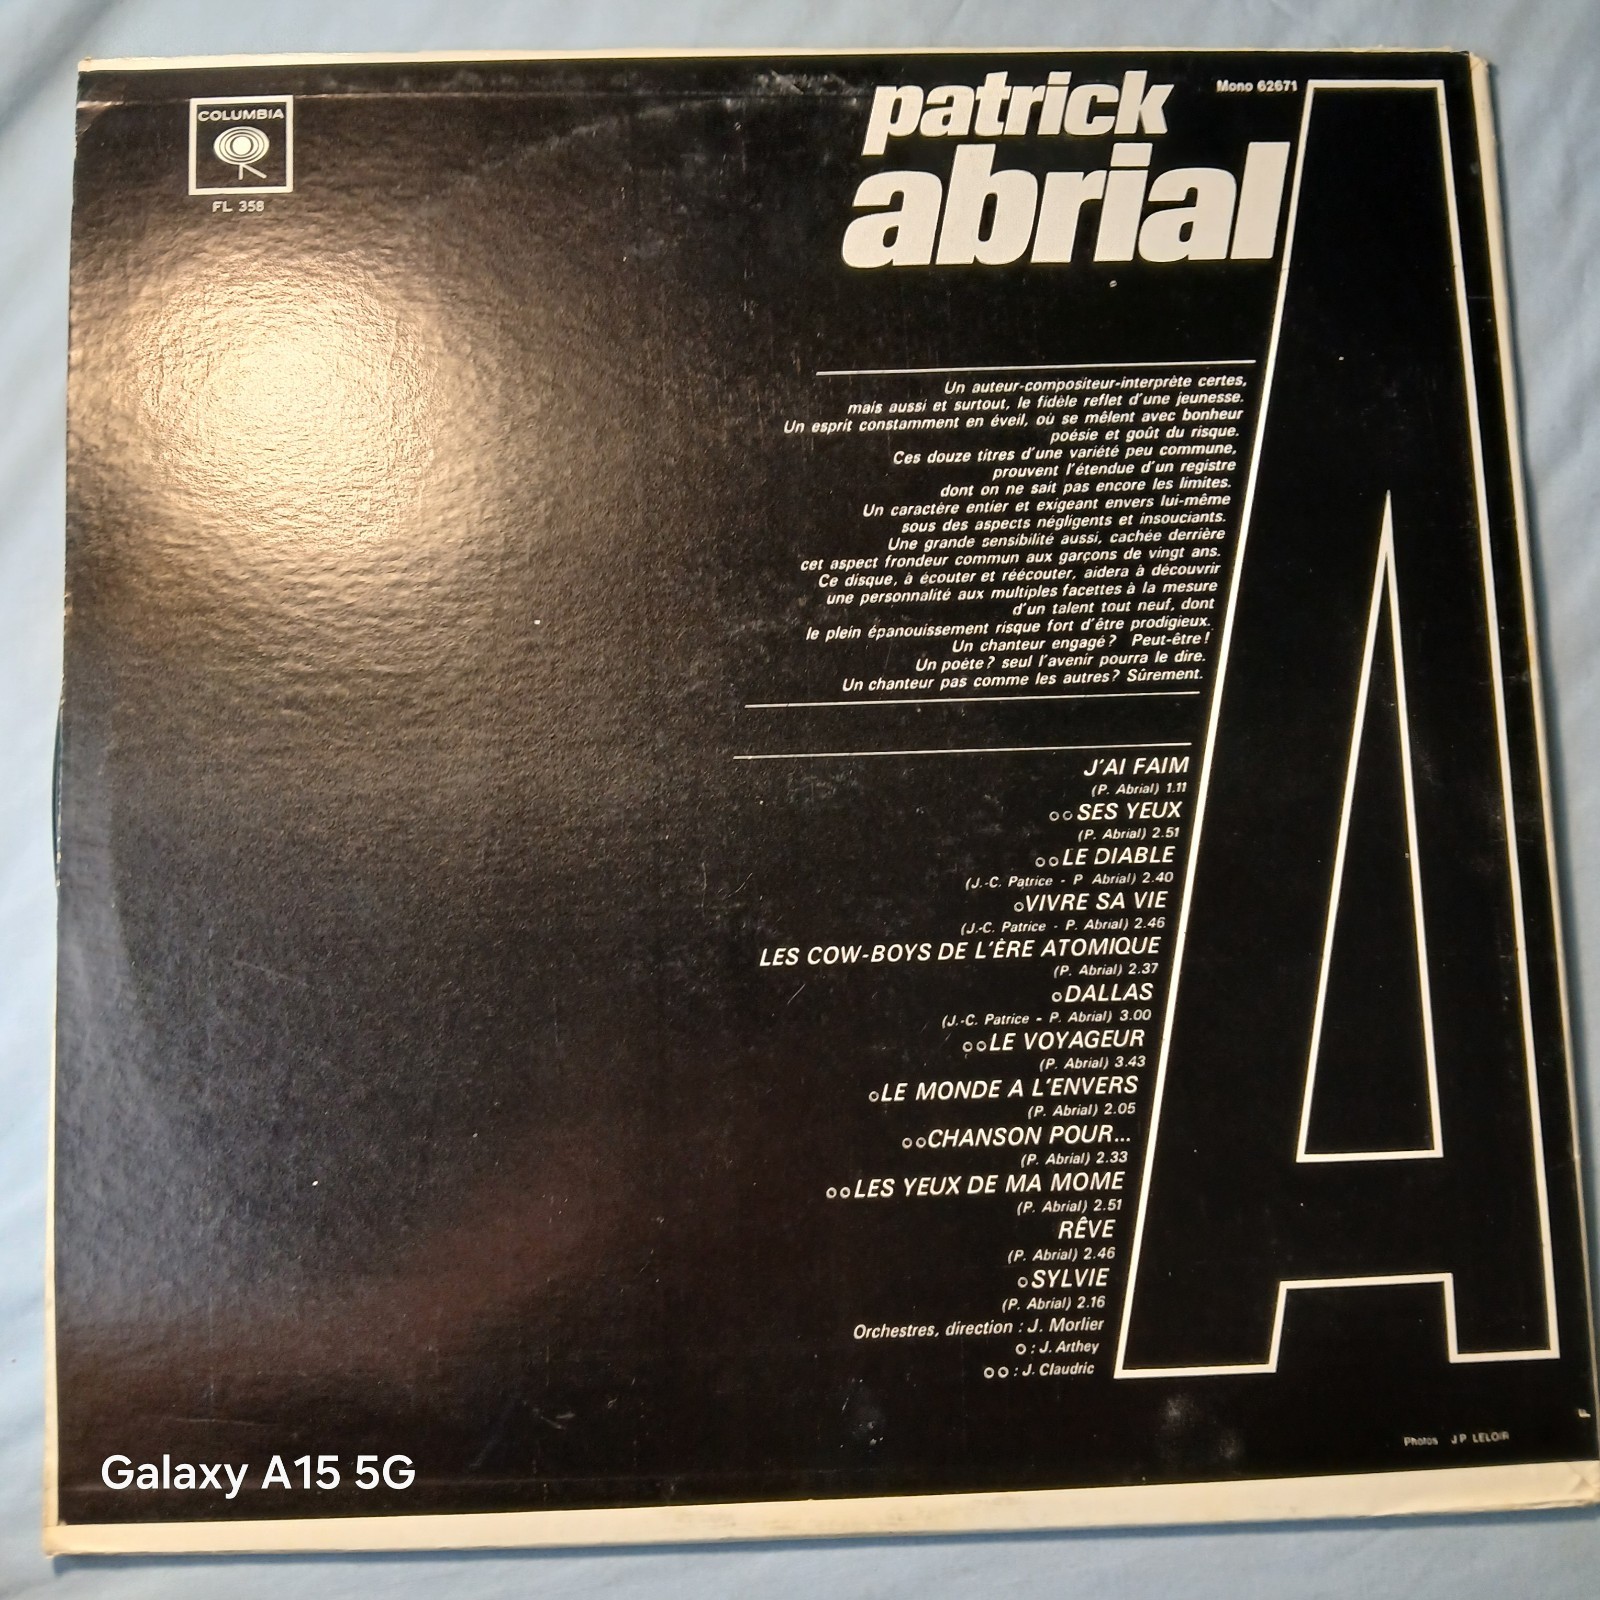 COLUMBIA
FL 358
patrick
abrial
Mono 62671
A
Un auteur-compositeur-interprète certes,
mais aussi et surtout, le fidèle reflet d'une jeunesse.
Un esprit constamment en éveil, où se mêlent avec bonheur
poésie et goût du risque.
Ces douze titres d'une variété peu commune,
prouvent l'étendue d'un registre
dont on ne sait pas encore les limites.
Un caractère entier et exigeant envers lui-même
sous des aspects négligents et insouciants.
Une grande sensibilité aussi, cachée derrière
cet aspect frondeur commun aux garçons de vingt ans.
Ce disque, à écouter et réécouter, aidera à découvrir
une personnalité aux multiples facettes à la mesure
d'un talent tout neuf, dont
le plein épanouissement risque fort d'être prodigieux.
Un chanteur engagé? Peut-être!
Un poète? seul l'avenir pourra le dire.
Un chanteur pas comme les autres? Sûrement.
J'AI FAIM
(P. Abrial) 1.11
○○SES YEUX
(P. Abrial) 2.51
○○LE DIABLE
(J.-C. Patrice - P Abrial) 2.40
○VIVRE SA VIE
(J.-C. Patrice - P. Abrial) 2.46
LES COW-BOYS DE L'ÈRE ATOMIQUE
(P. Abrial) 2.37
○DALLAS
(J.-C. Patrice - P. Abrial) 3.00
○○LE VOYAGEUR
(P. Abrial) 3.43
○LE MONDE A L'ENVERS
(P. Abrial) 2.05
○○CHANSON POUR...
(P. Abrial) 2.33
○○LES YEUX DE MA MOME
(P. Abrial) 2.51
RÊVE
(P. Abrial) 2.46
○SYLVIE
(P. Abrial) 2.16
Orchestres, direction : J. Morlier
○ : J. Arthey
○○ : J. Claudric
Photos J P LELOIR
Galaxy A15 5G